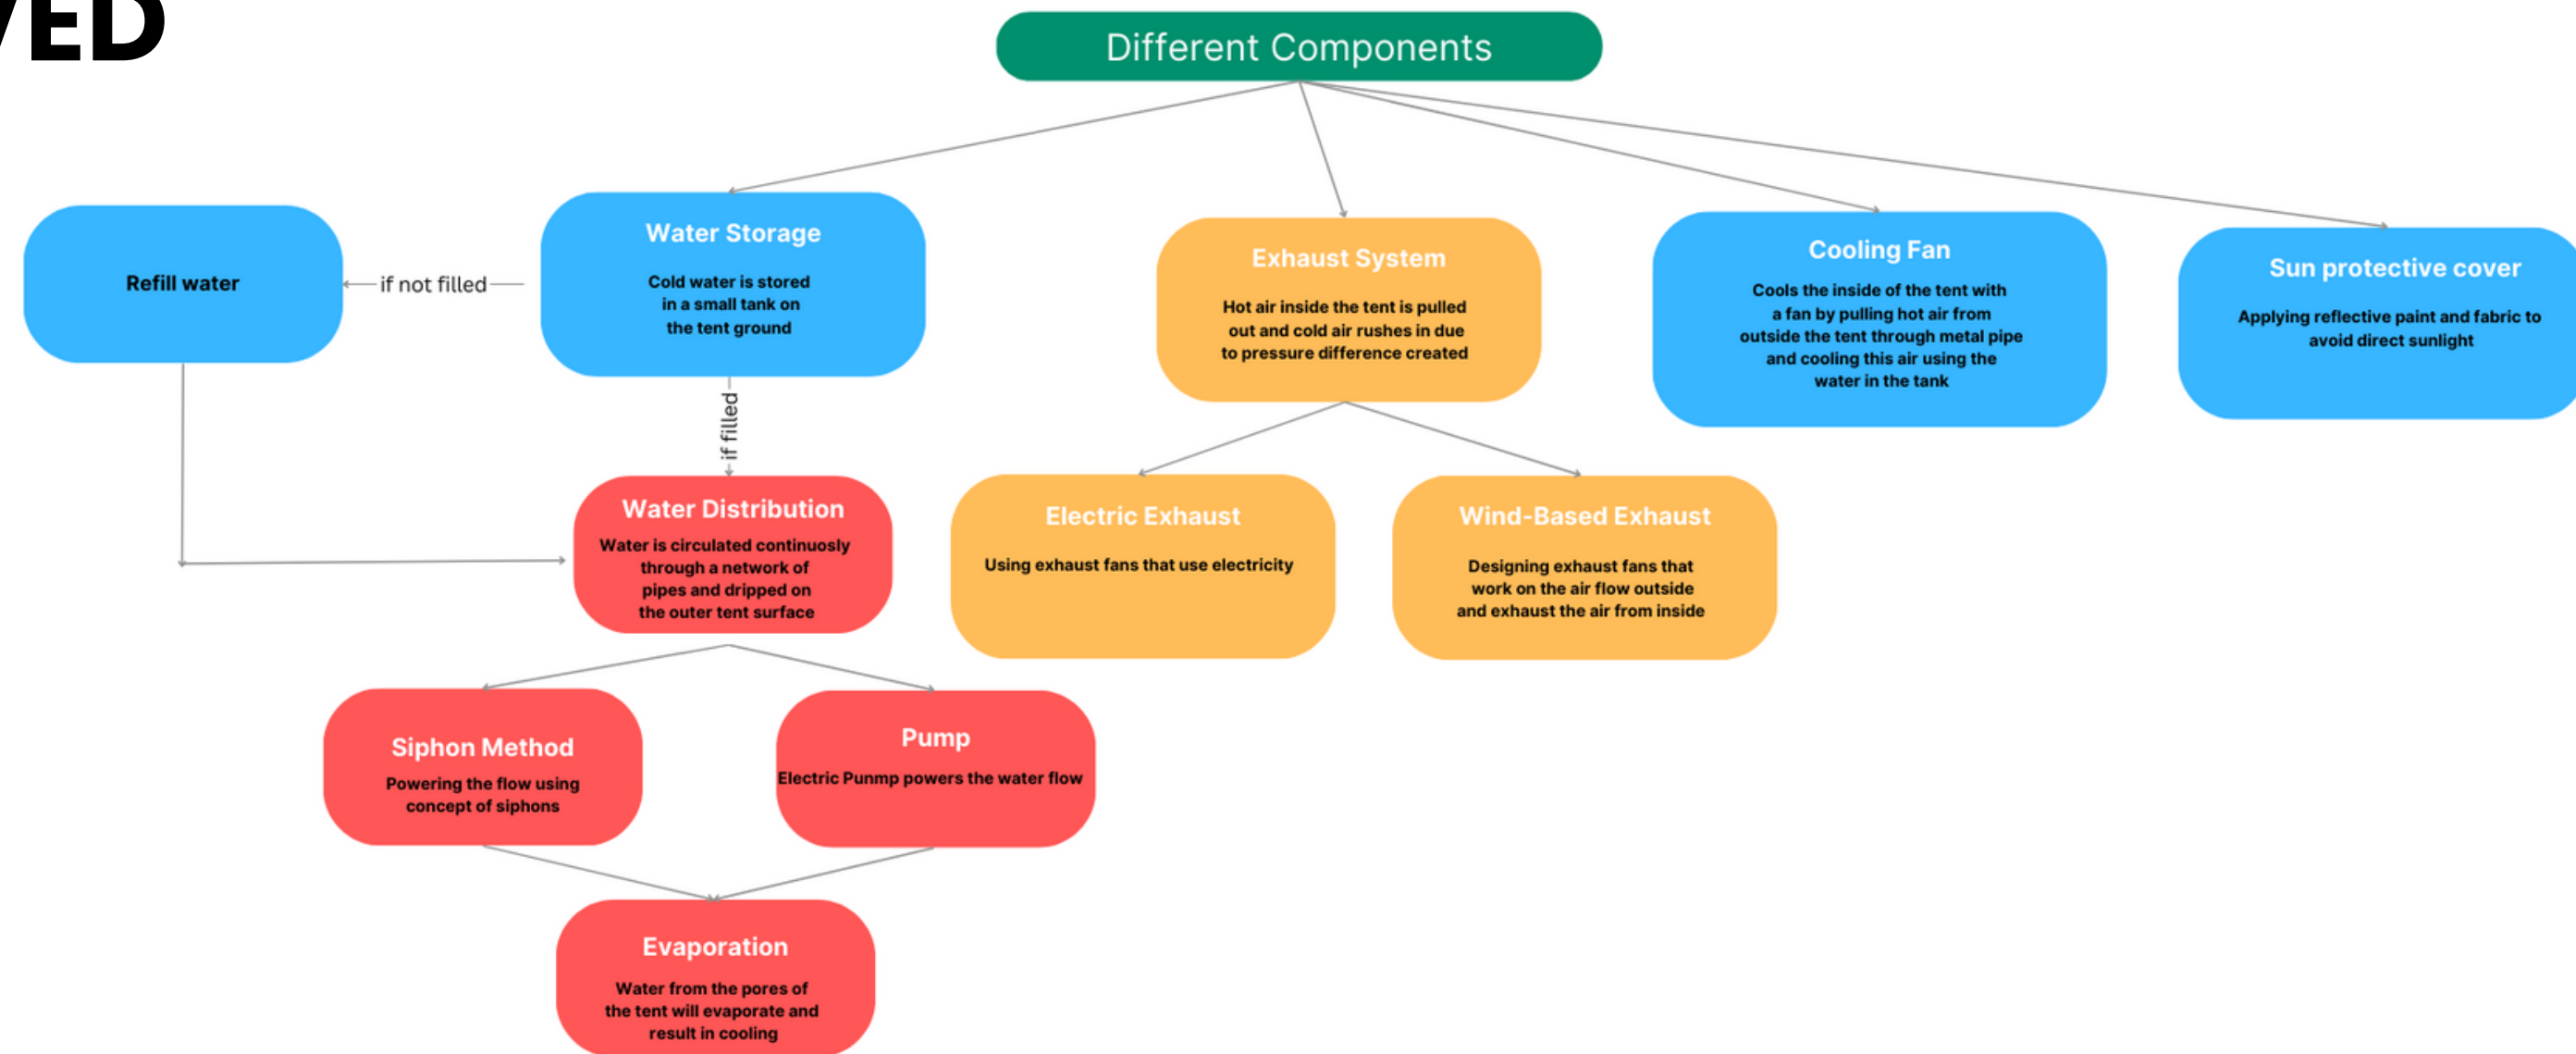 VED
Different Components
Refill water
if not filled
Water Storage
Cold water is stored
in a small tank on
the tent ground
if filled
Exhaust System
Hot air inside the tent is pulled
out and cold air rushes in due
to pressure difference created
Cooling Fan
Cools the inside of the tent with
a fan by pulling hot air from
outside the tent through metal pipe
and cooling this air using the
water in the tank
Sun protective cover
Applying reflective paint and fabric to
avoid direct sunlight
Water Distribution
Water is circulated continuosly
through a network of
pipes and dripped on
the outer tent surface
Electric Exhaust
Using exhaust fans that use electricity
Wind-Based Exhaust
Designing exhaust fans that
work on the air flow outside
and exhaust the air from inside
Siphon Method
Powering the flow using
concept of siphons
Pump
Electric Punmp powers the water flow
Evaporation
Water from the pores of
the tent will evaporate and
result in cooling